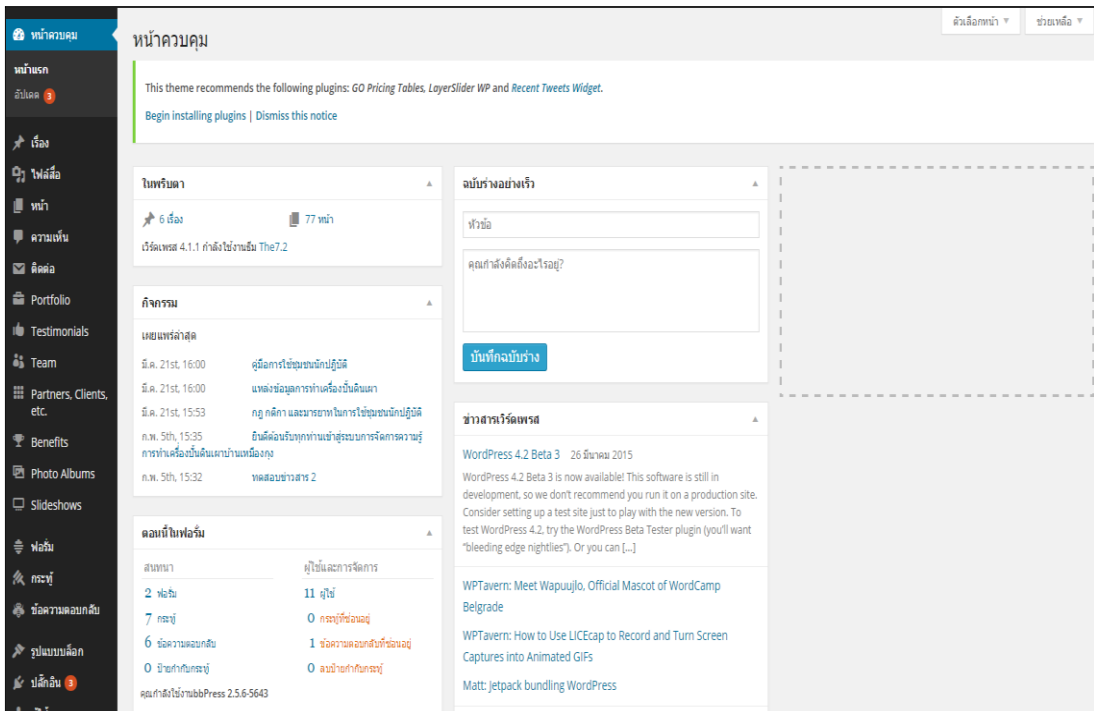 หน้าควบคุม
หน้าแรก
อัปเดต 3
เรื่อง
ไฟล์สื่อ
หน้า
ความเห็น
ติดต่อ
Portfolio
Testimonials
Team
Partners, Clients,
etc.
Benefits
Photo Albums
Slideshows
ฟอรั่ม
กระทู้
ข้อความตอบกลับ
รูปแบบบล็อก
ปลั๊กอิน 3
ตัวเลือกหน้า
ช่วยเหลือ
หน้าควบคุม
This theme recommends the following plugins: GO Pricing Tables, LayerSlider WP and Recent Tweets Widget.
Begin installing plugins | Dismiss this notice
ในพริบตา
6 เรื่อง 77 หน้า
เวิร์ดเพรส 4.1.1 กำลังใช้งานธีม The7.2
กิจกรรม
เผยแพร่ล่าสุด
มี.ค. 21st, 16:00 คู่มือการใช้ชุมชนนักปฏิบัติ
มี.ค. 21st, 16:00 แหล่งข้อมูลการทำเครื่องปั้นดินเผา
มี.ค. 21st, 15:53 กฎ กติกา และมารยาทในการใช้ชุมชนนักปฏิบัติ
ก.พ. 5th, 15:35 ยินดีต้อนรับทุกท่านเข้าสู่ระบบการจัดการความรู้
การทำเครื่องปั้นดินเผาบ้านเหมืองกุง
ก.พ. 5th, 15:32 ทดสอบข่าวสาร 2
ตอนนี้ในฟอรั่ม
สนทนา ผู้ใช้และการจัดการ
2 ฟอรั่ม 11 ผู้ใช้
7 กระทู้ 0 กระทู้ที่ซ่อนอยู่
6 ข้อความตอบกลับ 1 ข้อความตอบกลับที่ซ่อนอยู่
0 ป้ายกำกับกระทู้ 0 ลบป้ายกำกับกระทู้
คุณกำลังใช้งานbbPress 2.5.6-5643
ฉบับร่างอย่างเร็ว
หัวข้อ
คุณกำลังคิดถึงอะไรอยู่?
บันทึกฉบับร่าง
ข่าวสารเวิร์ดเพรส
WordPress 4.2 Beta 3 26 มีนาคม 2015
WordPress 4.2 Beta 3 is now available! This software is still in
development, so we don't recommend you run it on a production site.
Consider setting up a test site just to play with the new version. To
test WordPress 4.2, try the WordPress Beta Tester plugin (you'll want
"bleeding edge nightlies"). Or you can [...]
WPTavern: Meet Wapuujlo, Official Mascot of WordCamp
Belgrade
WPTavern: How to Use LICEcap to Record and Turn Screen
Captures into Animated GIFs
Matt: Jetpack bundling WordPress